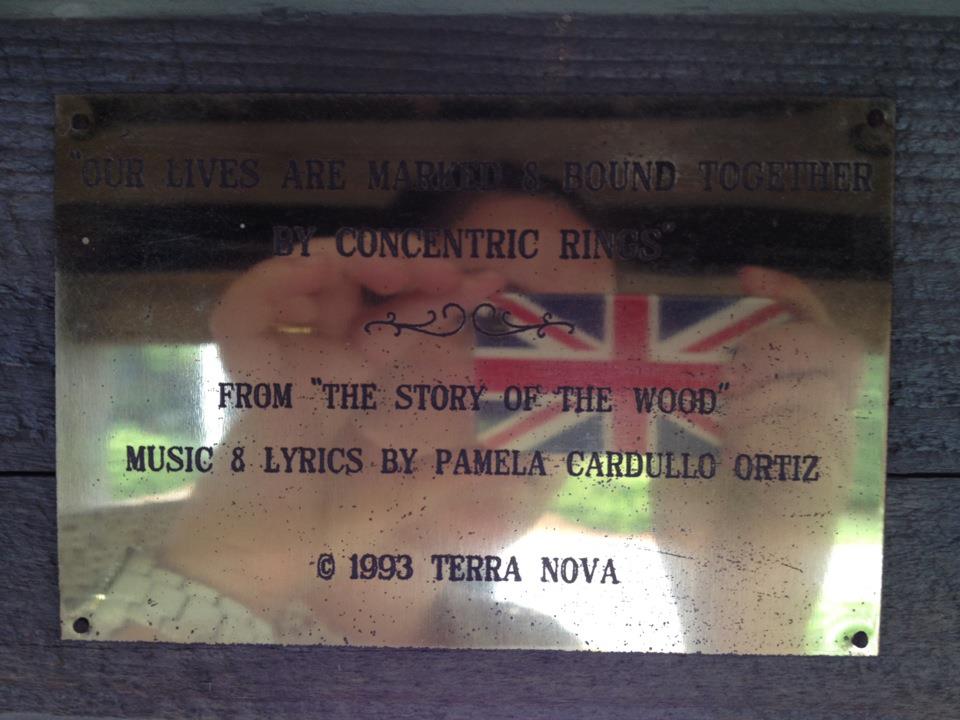 "OUR LIVES ARE MARKED & BOUND TOGETHER
BY CONCENTRIC RINGS"
FROM "THE STORY OF THE WOOD"
MUSIC & LYRICS BY PAMELA CARDULLO ORTIZ
© 1993 TERRA NOVA